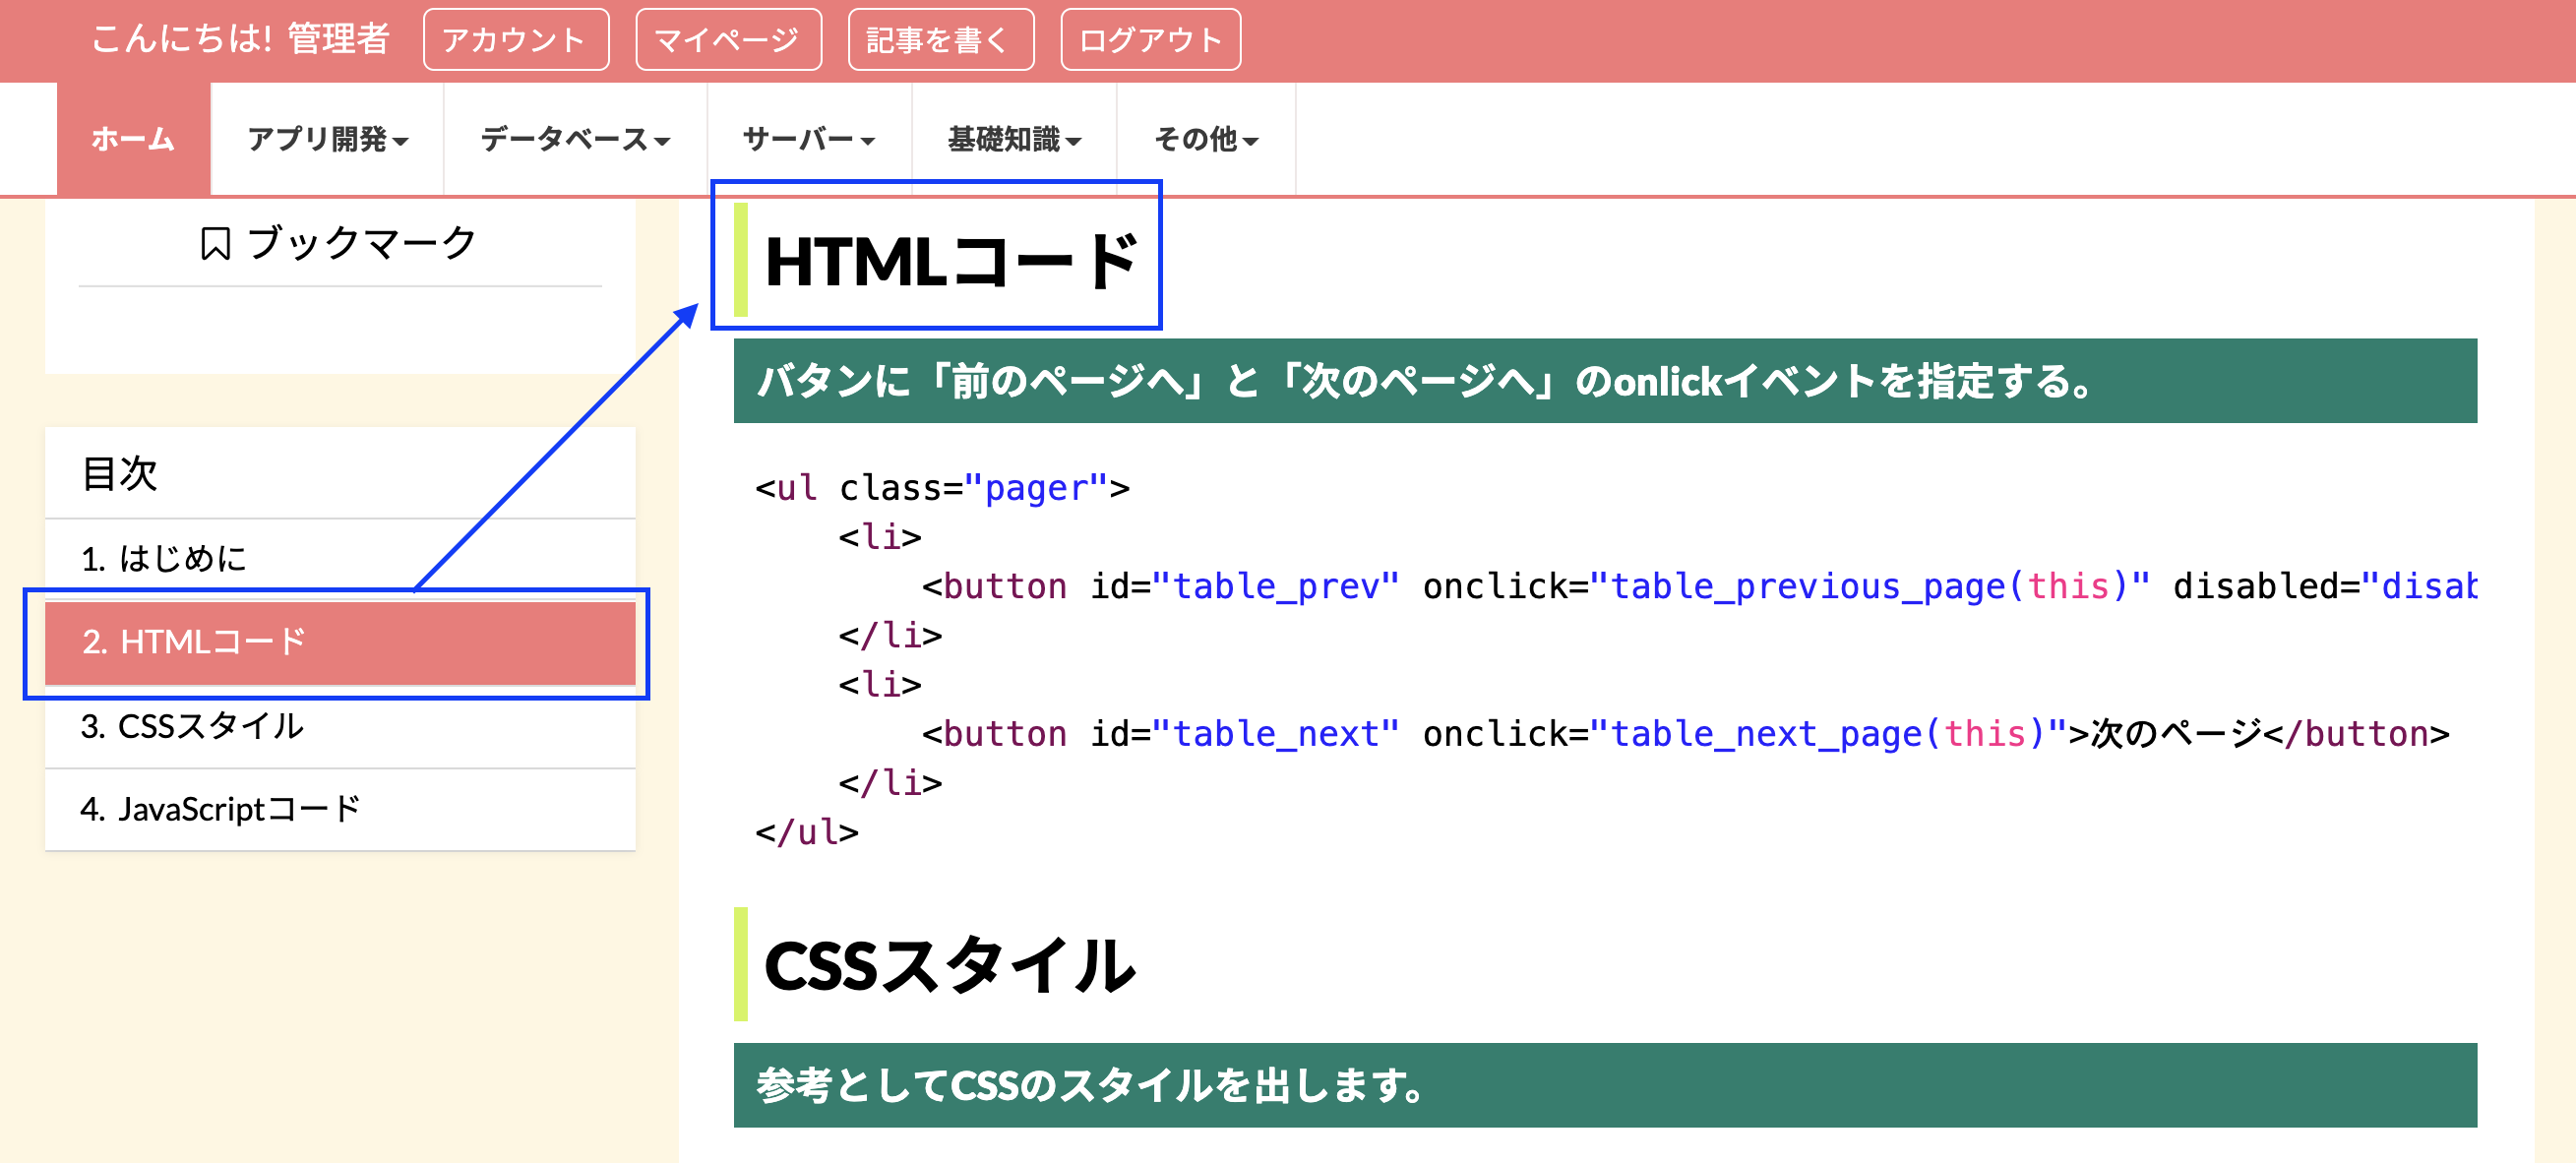 こんにちは! 管理者 アカウント マイページ 記事を書く ログアウト
ホーム アプリ開発 データベース サーバー 基礎知識 その他
ブックマーク
目次
1. はじめに
2. HTMLコード
3. CSSスタイル
4. JavaScriptコード
HTMLコード
バタンに「前のページへ」と「次のページへ」のonlickイベントを指定する。
<ul class="pager">
    <li>
        <button id="table_prev" onclick="table_previous_page(this)" disabled="disab
    </li>
    <li>
        <button id="table_next" onclick="table_next_page(this)">次のページ</button>
    </li>
</ul>
CSSスタイル
参考としてCSSのスタイルを出します。